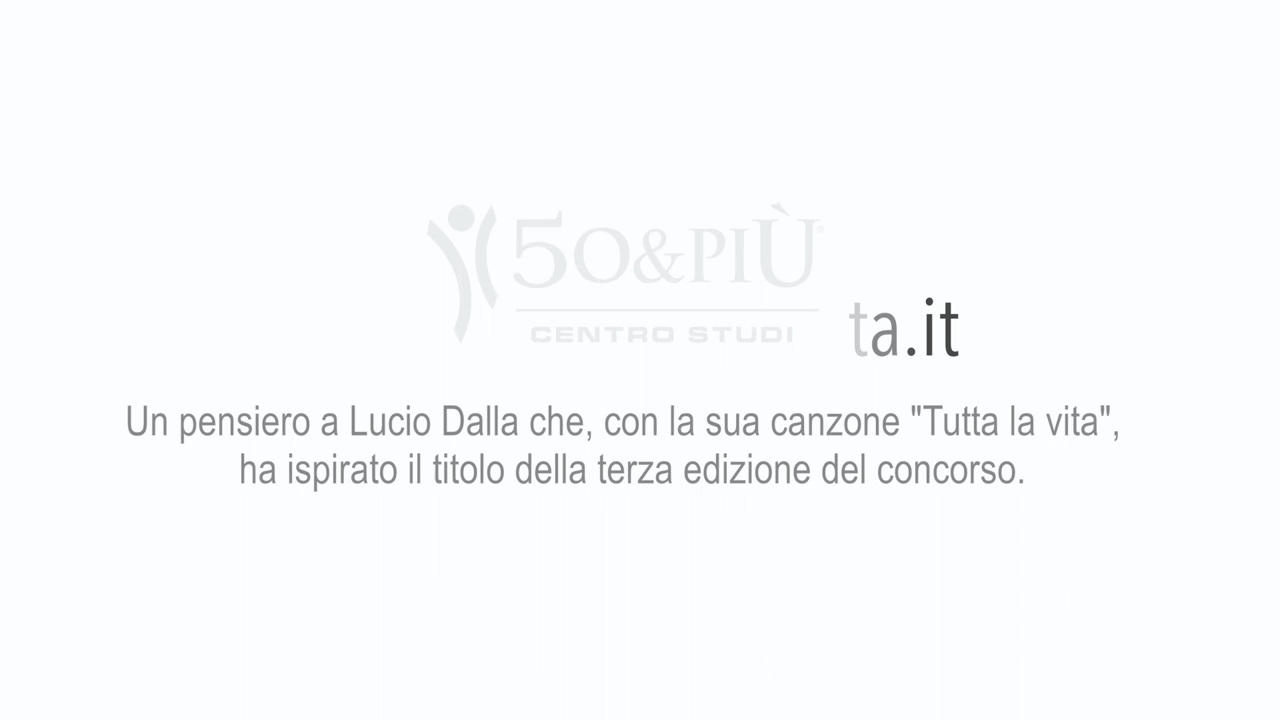 50&PIÙ
CENTRO STUDI
ta.it
Un pensiero a Lucio Dalla che, con la sua canzone "Tutta la vita",
ha ispirato il titolo della terza edizione del concorso.